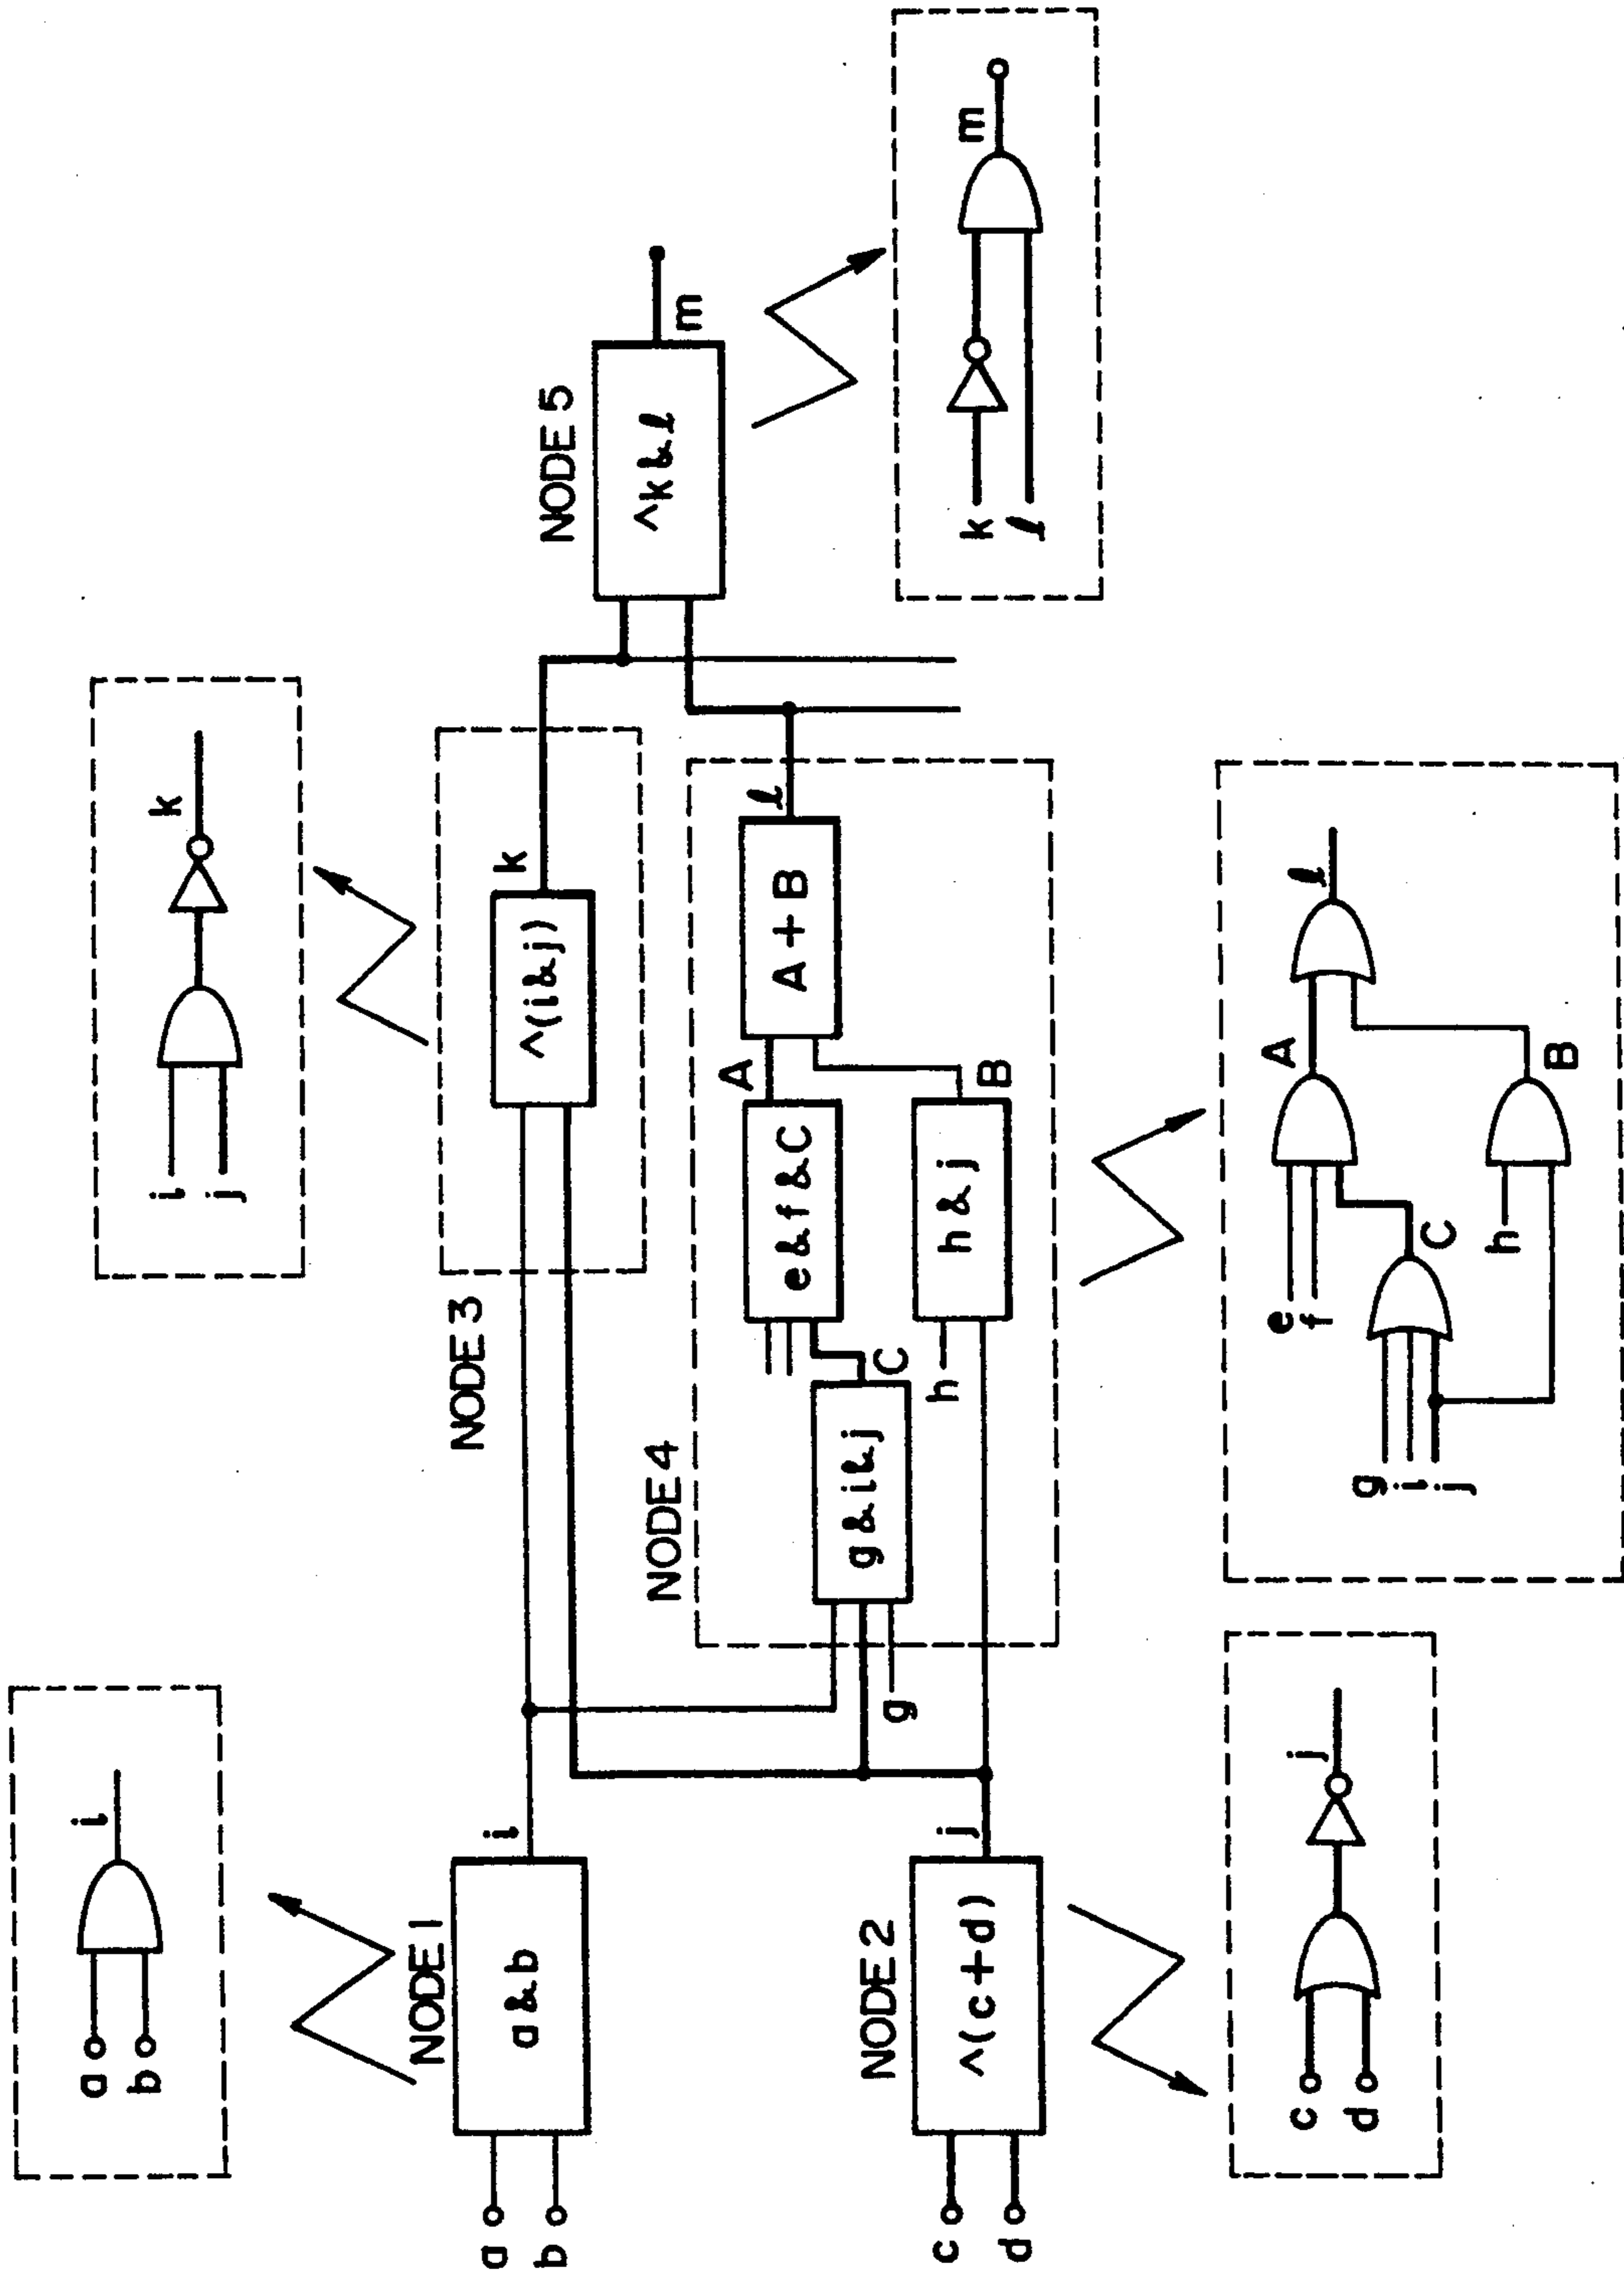 a
b
i
NODE 1
a
b
a&b
i
NODE 2
c
d
^(c+d)
j
c
d
j
i
j
k
NODE 3
^(i&j)
k
NODE 4
g
g&i&j
C
e&f&C
A
h
h&j
B
A+B
ℓ
g
i
j
e
f
C
A
h
B
ℓ
NODE 5
^k&ℓ
m
k
ℓ
m